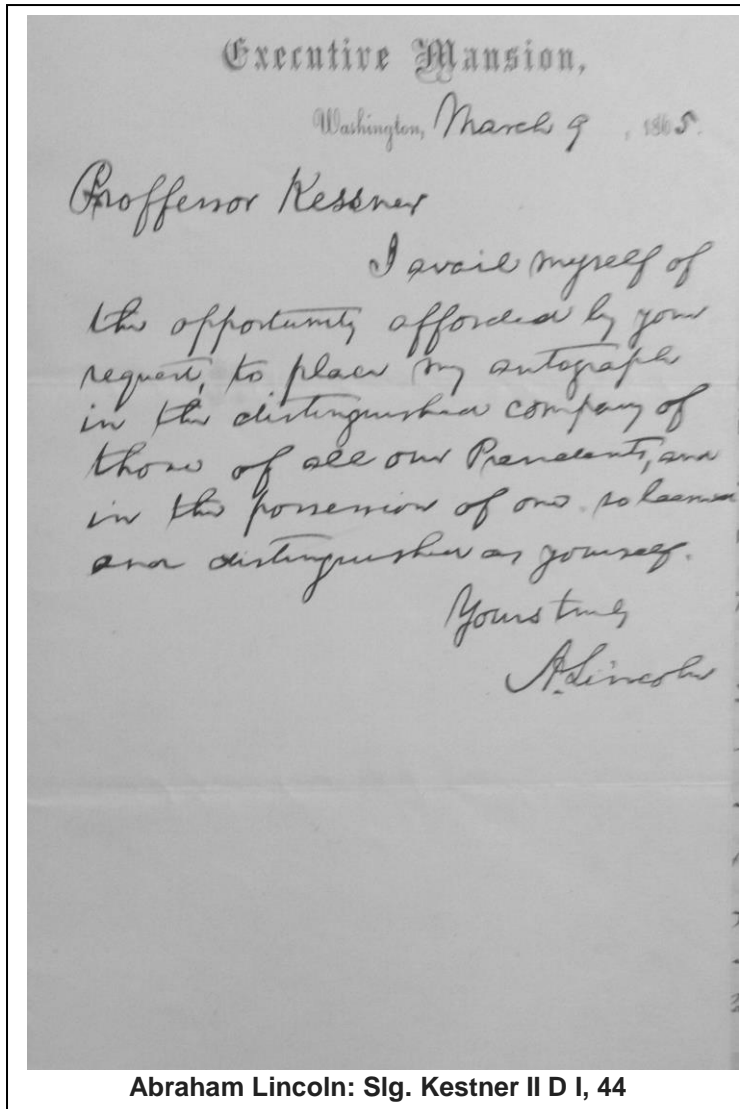 Executive Mansion,
Washington, March 9, 1865.
Proffessor Kessner
I avail myself of
the opportunity afforded by your
request, to place my autograph
in the distinguished company of
those of all our Presidents, and
in the possession of one so learned
and distinguished as yourself.
Yours truly
A. Lincoln
Abraham Lincoln: Slg. Kestner II D I, 44